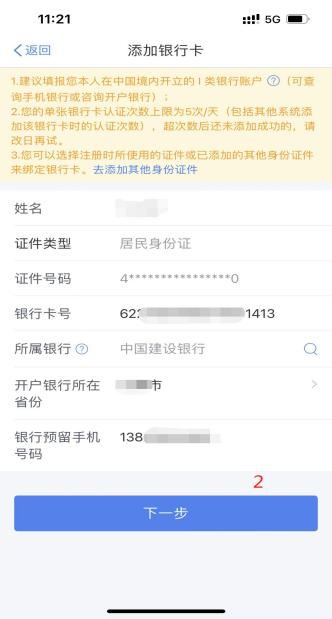 11:21
5G
返回
添加银行卡
1.建议填报您本人在中国境内开立的 I 类银行账户 ?（可查
询手机银行或咨询开户银行）；
2.您的单张银行卡认证次数上限为5次/天（包括其他系统添
加该银行卡时的认证次数），超次数后还未添加成功的，请
改日再试。
3.您可以选择注册时所使用的证件或已添加的其他身份证件
来绑定银行卡。去添加其他身份证件
姓名
证件类型 居民身份证
证件号码 4****************0
银行卡号 622 1413
所属银行 ? 中国建设银行
开户银行所在 市
省份
银行预留手机 138
号码
2
下一步